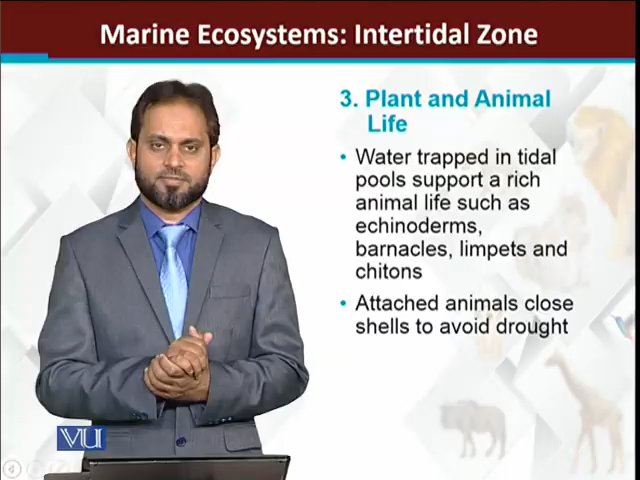 Marine Ecosystems: Intertidal Zone
3. Plant and Animal
Life
• Water trapped in tidal
pools support a rich
animal life such as
echinoderms,
barnacles, limpets and
chitons
• Attached animals close
shells to avoid drought
VU